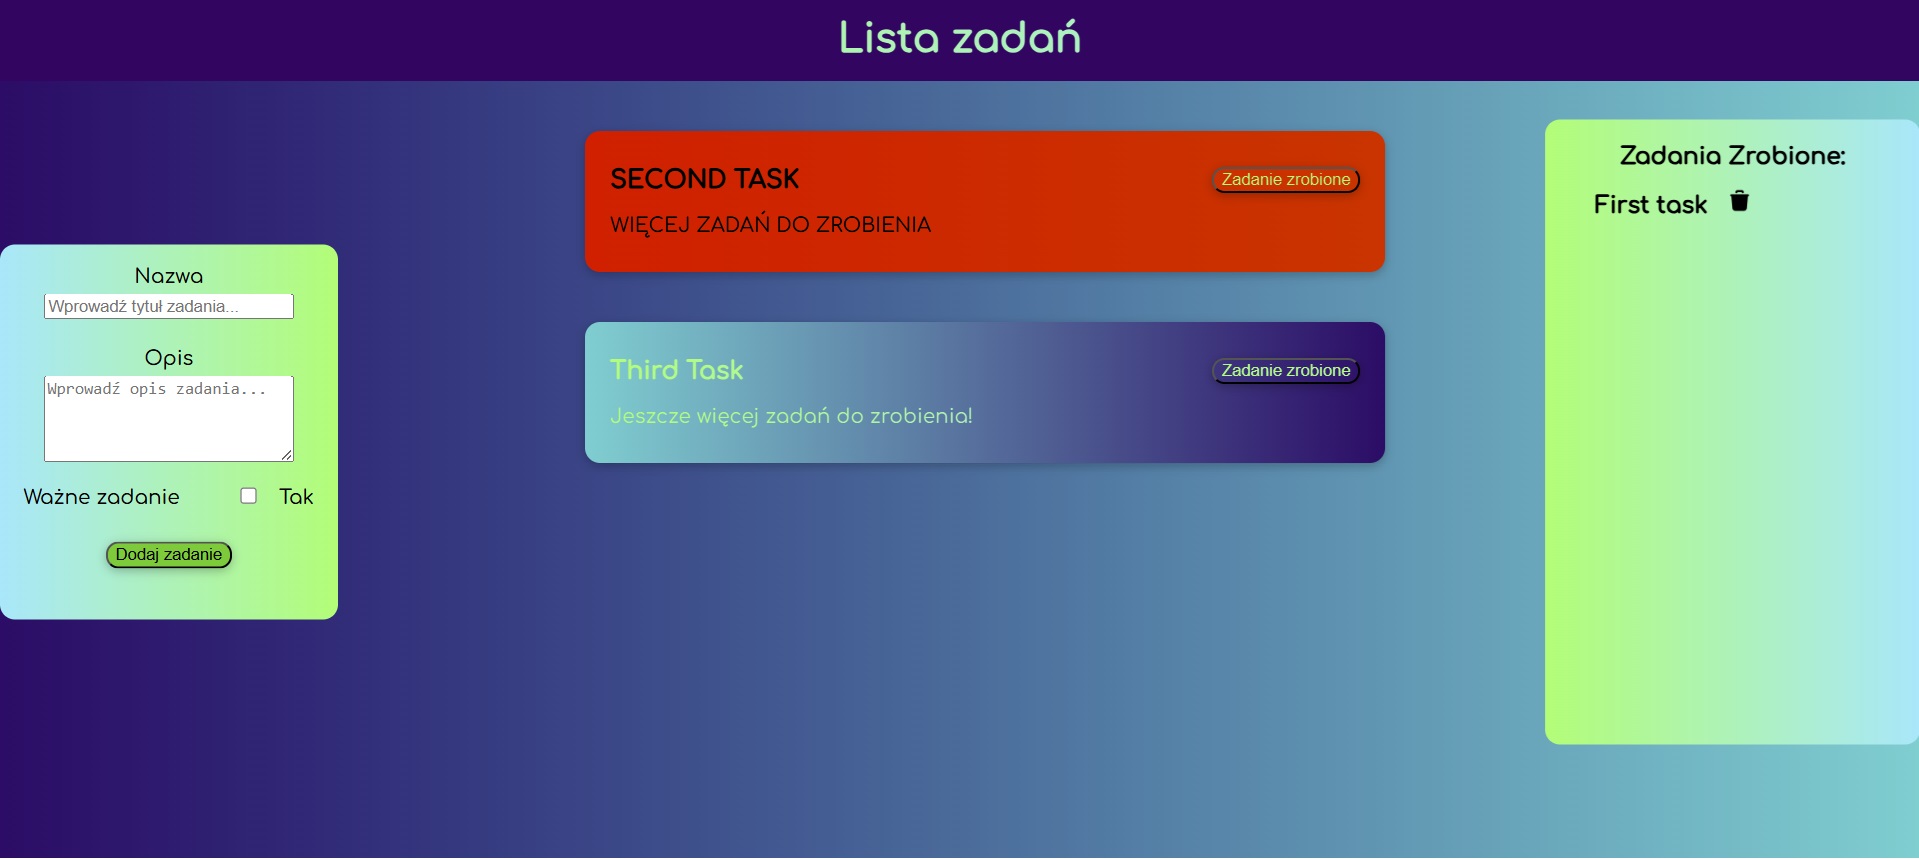 Lista zadań
Nazwa
Wprowadź tytuł zadania...
Opis
Wprowadź opis zadania...
Ważne zadanie Tak
Dodaj zadanie
SECOND TASK Zadanie zrobione
WIĘCEJ ZADAŃ DO ZROBIENIA
Third Task Zadanie zrobione
Jeszcze więcej zadań do zrobienia!
Zadania Zrobione:
First task